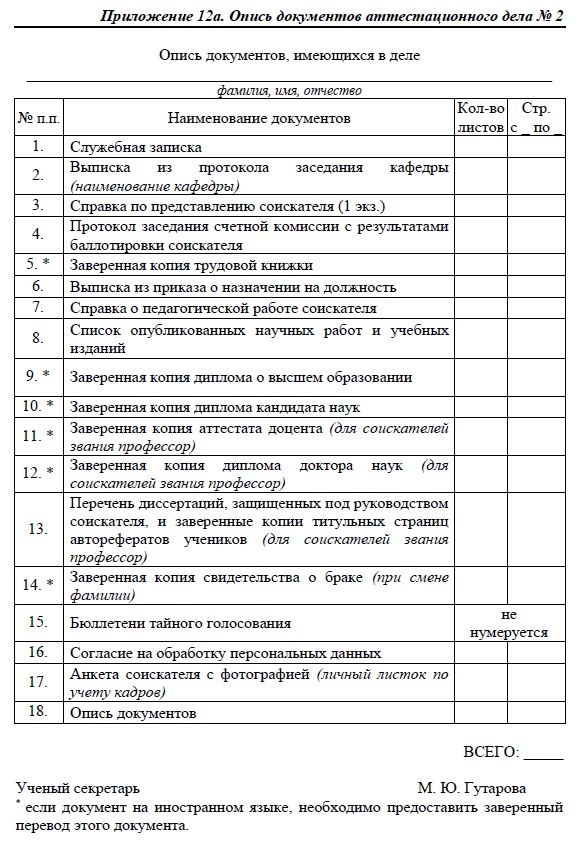 Приложение 12а. Опись документов аттестационного дела № 2
Опись документов, имеющихся в деле
фамилия, имя, отчество
№ п.п. Наименование документов Кол-во листов Стр. с _ по _
1. Служебная записка
2. Выписка из протокола заседания кафедры
(наименование кафедры)
3. Справка по представлению соискателя (1 экз.)
4. Протокол заседания счетной комиссии с результатами
баллотировки соискателя
5. * Заверенная копия трудовой книжки
6. Выписка из приказа о назначении на должность
7. Справка о педагогической работе соискателя
8. Список опубликованных научных работ и учебных
изданий
9. * Заверенная копия диплома о высшем образовании
10. * Заверенная копия диплома кандидата наук
11. * Заверенная копия аттестата доцента (для соискателей
звания профессор)
12. * Заверенная копия диплома доктора наук (для
соискателей звания профессор)
13. Перечень диссертаций, защищенных под руководством
соискателя, и заверенные копии титульных страниц
авторефератов учеников (для соискателей звания
профессор)
14. * Заверенная копия свидетельства о браке (при смене
фамилии)
15. Бюллетени тайного голосования не нумеруется
16. Согласие на обработку персональных данных
17. Анкета соискателя с фотографией (личный листок по
учету кадров)
18. Опись документов
ВСЕГО: _____
Ученый секретарь М. Ю. Гутарова
* если документ на иностранном языке, необходимо предоставить заверенный
перевод этого документа.